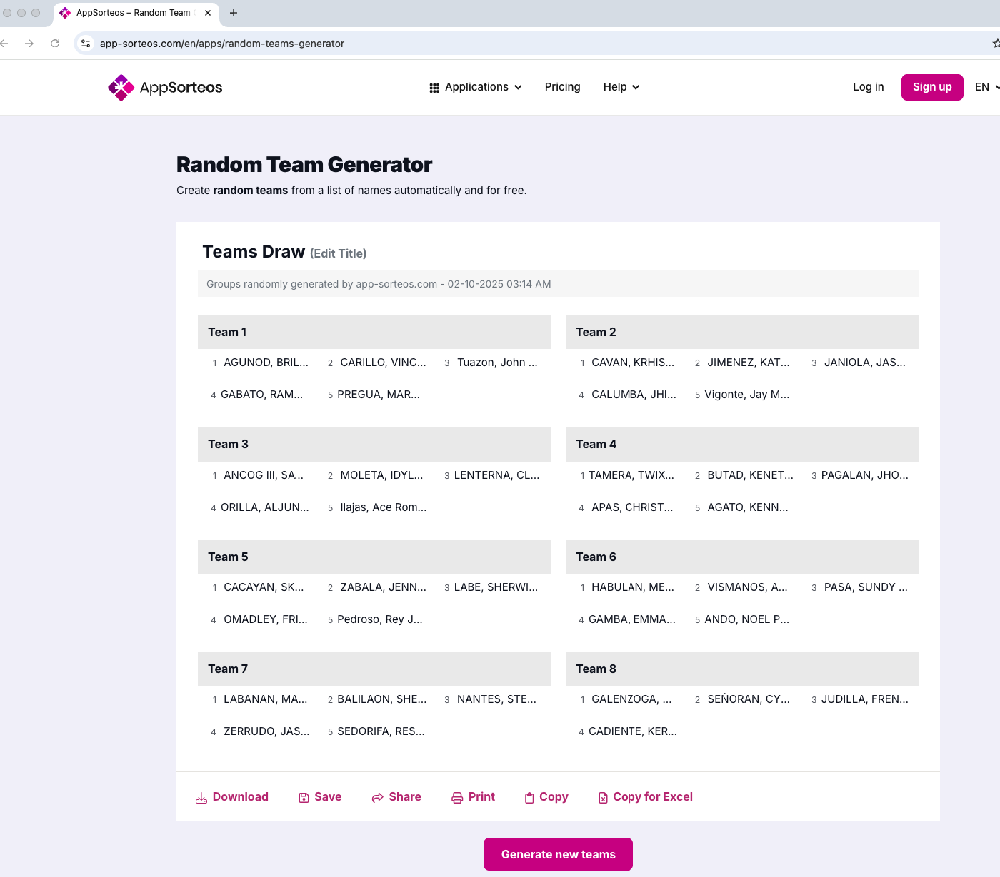 AppSorteos – Random Team
app-sorteos.com/en/apps/random-teams-generator
AppSorteos
Applications
Pricing
Help
Log in
Sign up
EN
Random Team Generator
Create random teams from a list of names automatically and for free.
Teams Draw (Edit Title)
Groups randomly generated by app-sorteos.com - 02-10-2025 03:14 AM
Team 1
1 AGUNOD, BRIL... 2 CARILLO, VINC... 3 Tuazon, John ...
4 GABATO, RAM... 5 PREGUA, MAR...
Team 2
1 CAVAN, KRHIS... 2 JIMENEZ, KAT... 3 JANIOLA, JAS...
4 CALUMBA, JHI... 5 Vigonte, Jay M...
Team 3
1 ANCOG III, SA... 2 MOLETA, IDYL... 3 LENTERNA, CL...
4 ORILLA, ALJUN... 5 Ilajas, Ace Rom...
Team 4
1 TAMERA, TWIX... 2 BUTAD, KENET... 3 PAGALAN, JHO...
4 APAS, CHRIST... 5 AGATO, KENN...
Team 5
1 CACAYAN, SK... 2 ZABALA, JENN... 3 LABE, SHERWI...
4 OMADLEY, FRI... 5 Pedroso, Rey J...
Team 6
1 HABULAN, ME... 2 VISMANOS, A... 3 PASA, SUNDY ...
4 GAMBA, EMMA... 5 ANDO, NOEL P...
Team 7
1 LABANAN, MA... 2 BALILAON, SHE... 3 NANTES, STE...
4 ZERRUDO, JAS... 5 SEDORIFA, RES...
Team 8
1 GALENZOGA, ... 2 SEÑORAN, CY... 3 JUDILLA, FREN...
4 CADIENTE, KER...
Download
Save
Share
Print
Copy
Copy for Excel
Generate new teams